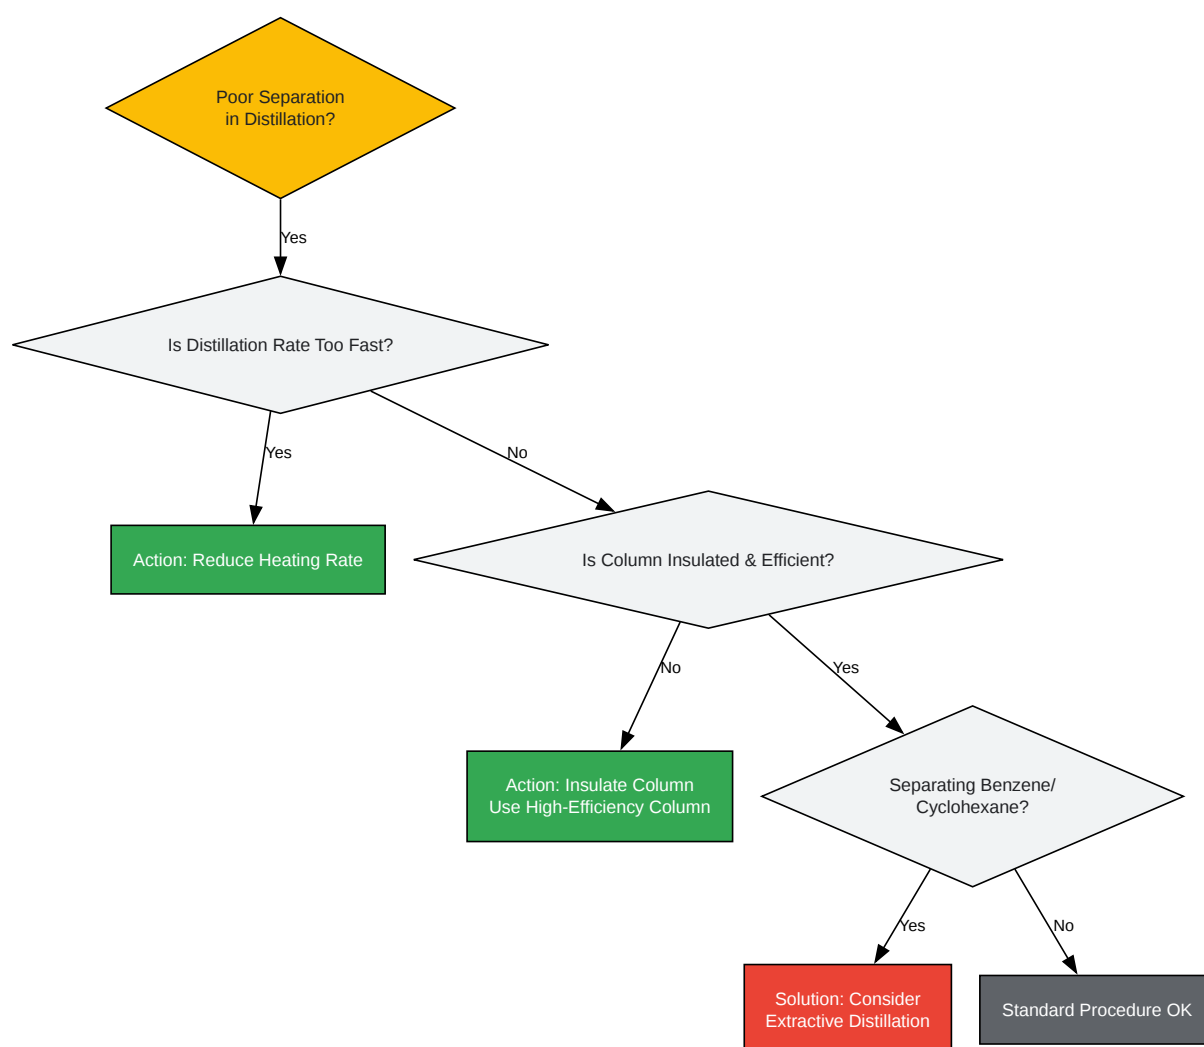 Poor Separation
in Distillation?
Yes
Is Distillation Rate Too Fast?
Yes
No
Action: Reduce Heating Rate
Is Column Insulated & Efficient?
No
Yes
Action: Insulate Column
Use High-Efficiency Column
Separating Benzene/
Cyclohexane?
Yes
No
Solution: Consider
Extractive Distillation
Standard Procedure OK